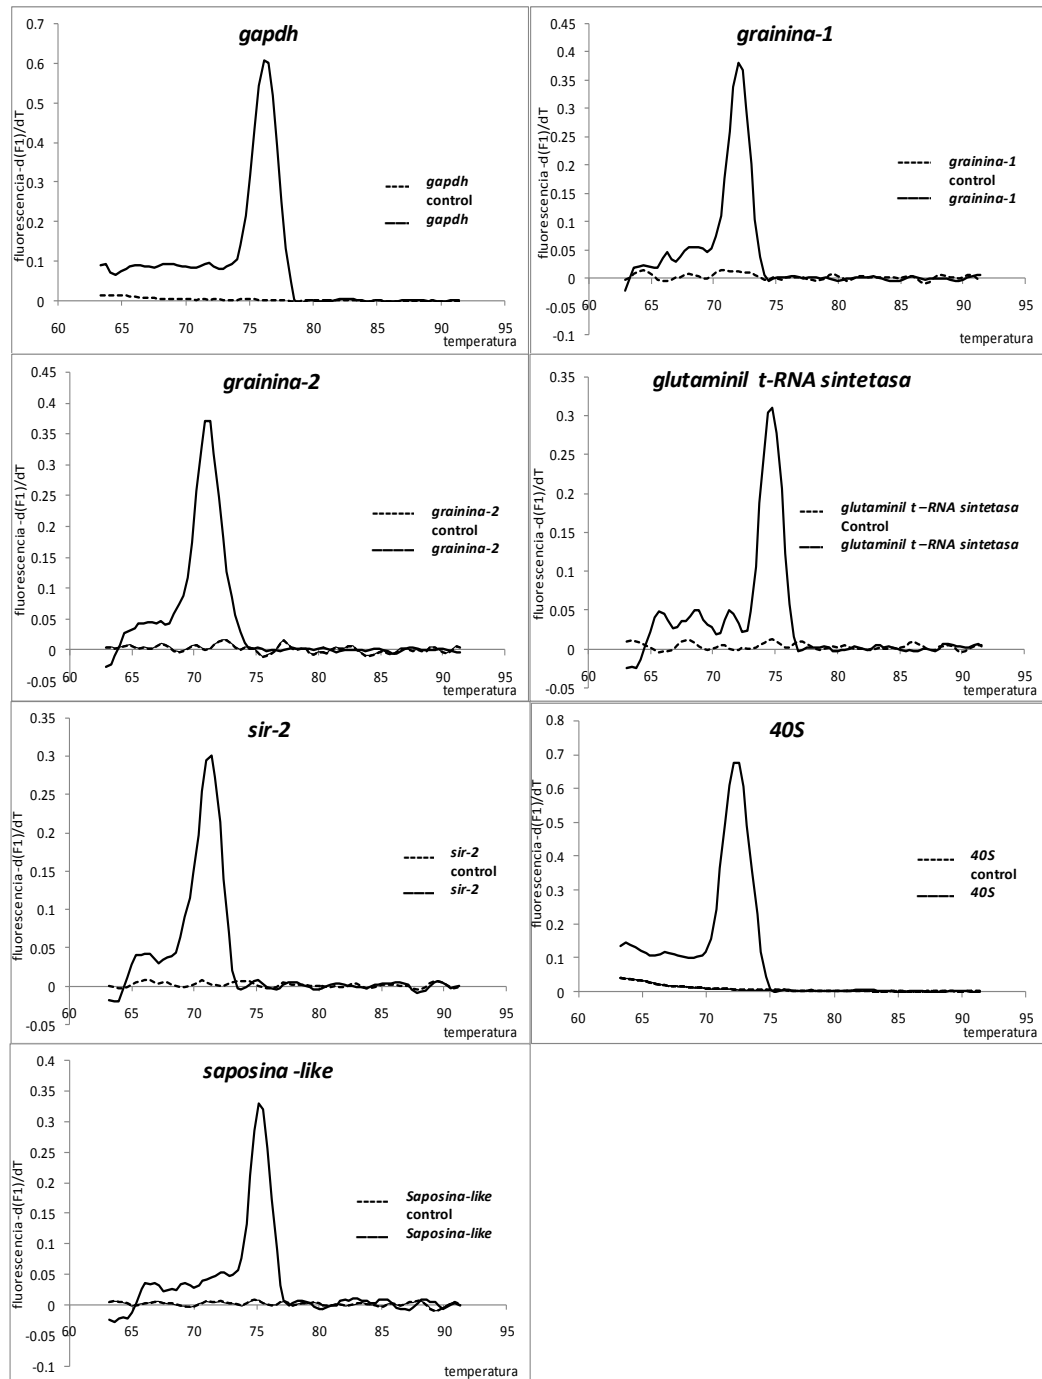 gapdh
fluorescencia -d(F1)/dT
0.7
0.6
0.5
0.4
0.3
0.2
0.1
0
60 65 70 75 80 85 90 95
temperatura
gapdh
control
gapdh
grainina-1
fluorescencia -d(F1)/dT
0.45
0.4
0.35
0.3
0.25
0.2
0.15
0.1
0.05
0
-0.05
-0.1
60 65 70 75 80 85 90 95
temperatura
grainina-1
control
grainina-1
grainina-2
fluorescencia -d(F1)/dT
0.45
0.4
0.35
0.3
0.25
0.2
0.15
0.1
0.05
0
-0.05
60 65 70 75 80 85 90 95
grainina-2
control
grainina-2
glutaminil t-RNA sintetasa
fluorescencia -d(F1)/dT
0.35
0.3
0.25
0.2
0.15
0.1
0.05
0
-0.05
60 65 70 75 80 85 90 95
glutaminil t –RNA sintetasa
Control
glutaminil t –RNA sintetasa
sir-2
fluorescencia -d(F1)/dT
0.35
0.3
0.25
0.2
0.15
0.1
0.05
0
-0.05
60 65 70 75 80 85 90 95
temperatura
sir-2
control
sir-2
40S
fluorescencia -d(F1)/dT
0.8
0.7
0.6
0.5
0.4
0.3
0.2
0.1
0
60 65 70 75 80 85 90 95
temperatura
40S
control
40S
saposina -like
fluorescencia -d(F1)/dT
0.4
0.35
0.3
0.25
0.2
0.15
0.1
0.05
0
-0.05
-0.1
60 65 70 75 80 85 90 95
temperatura
Saposina-like
control
Saposina-like